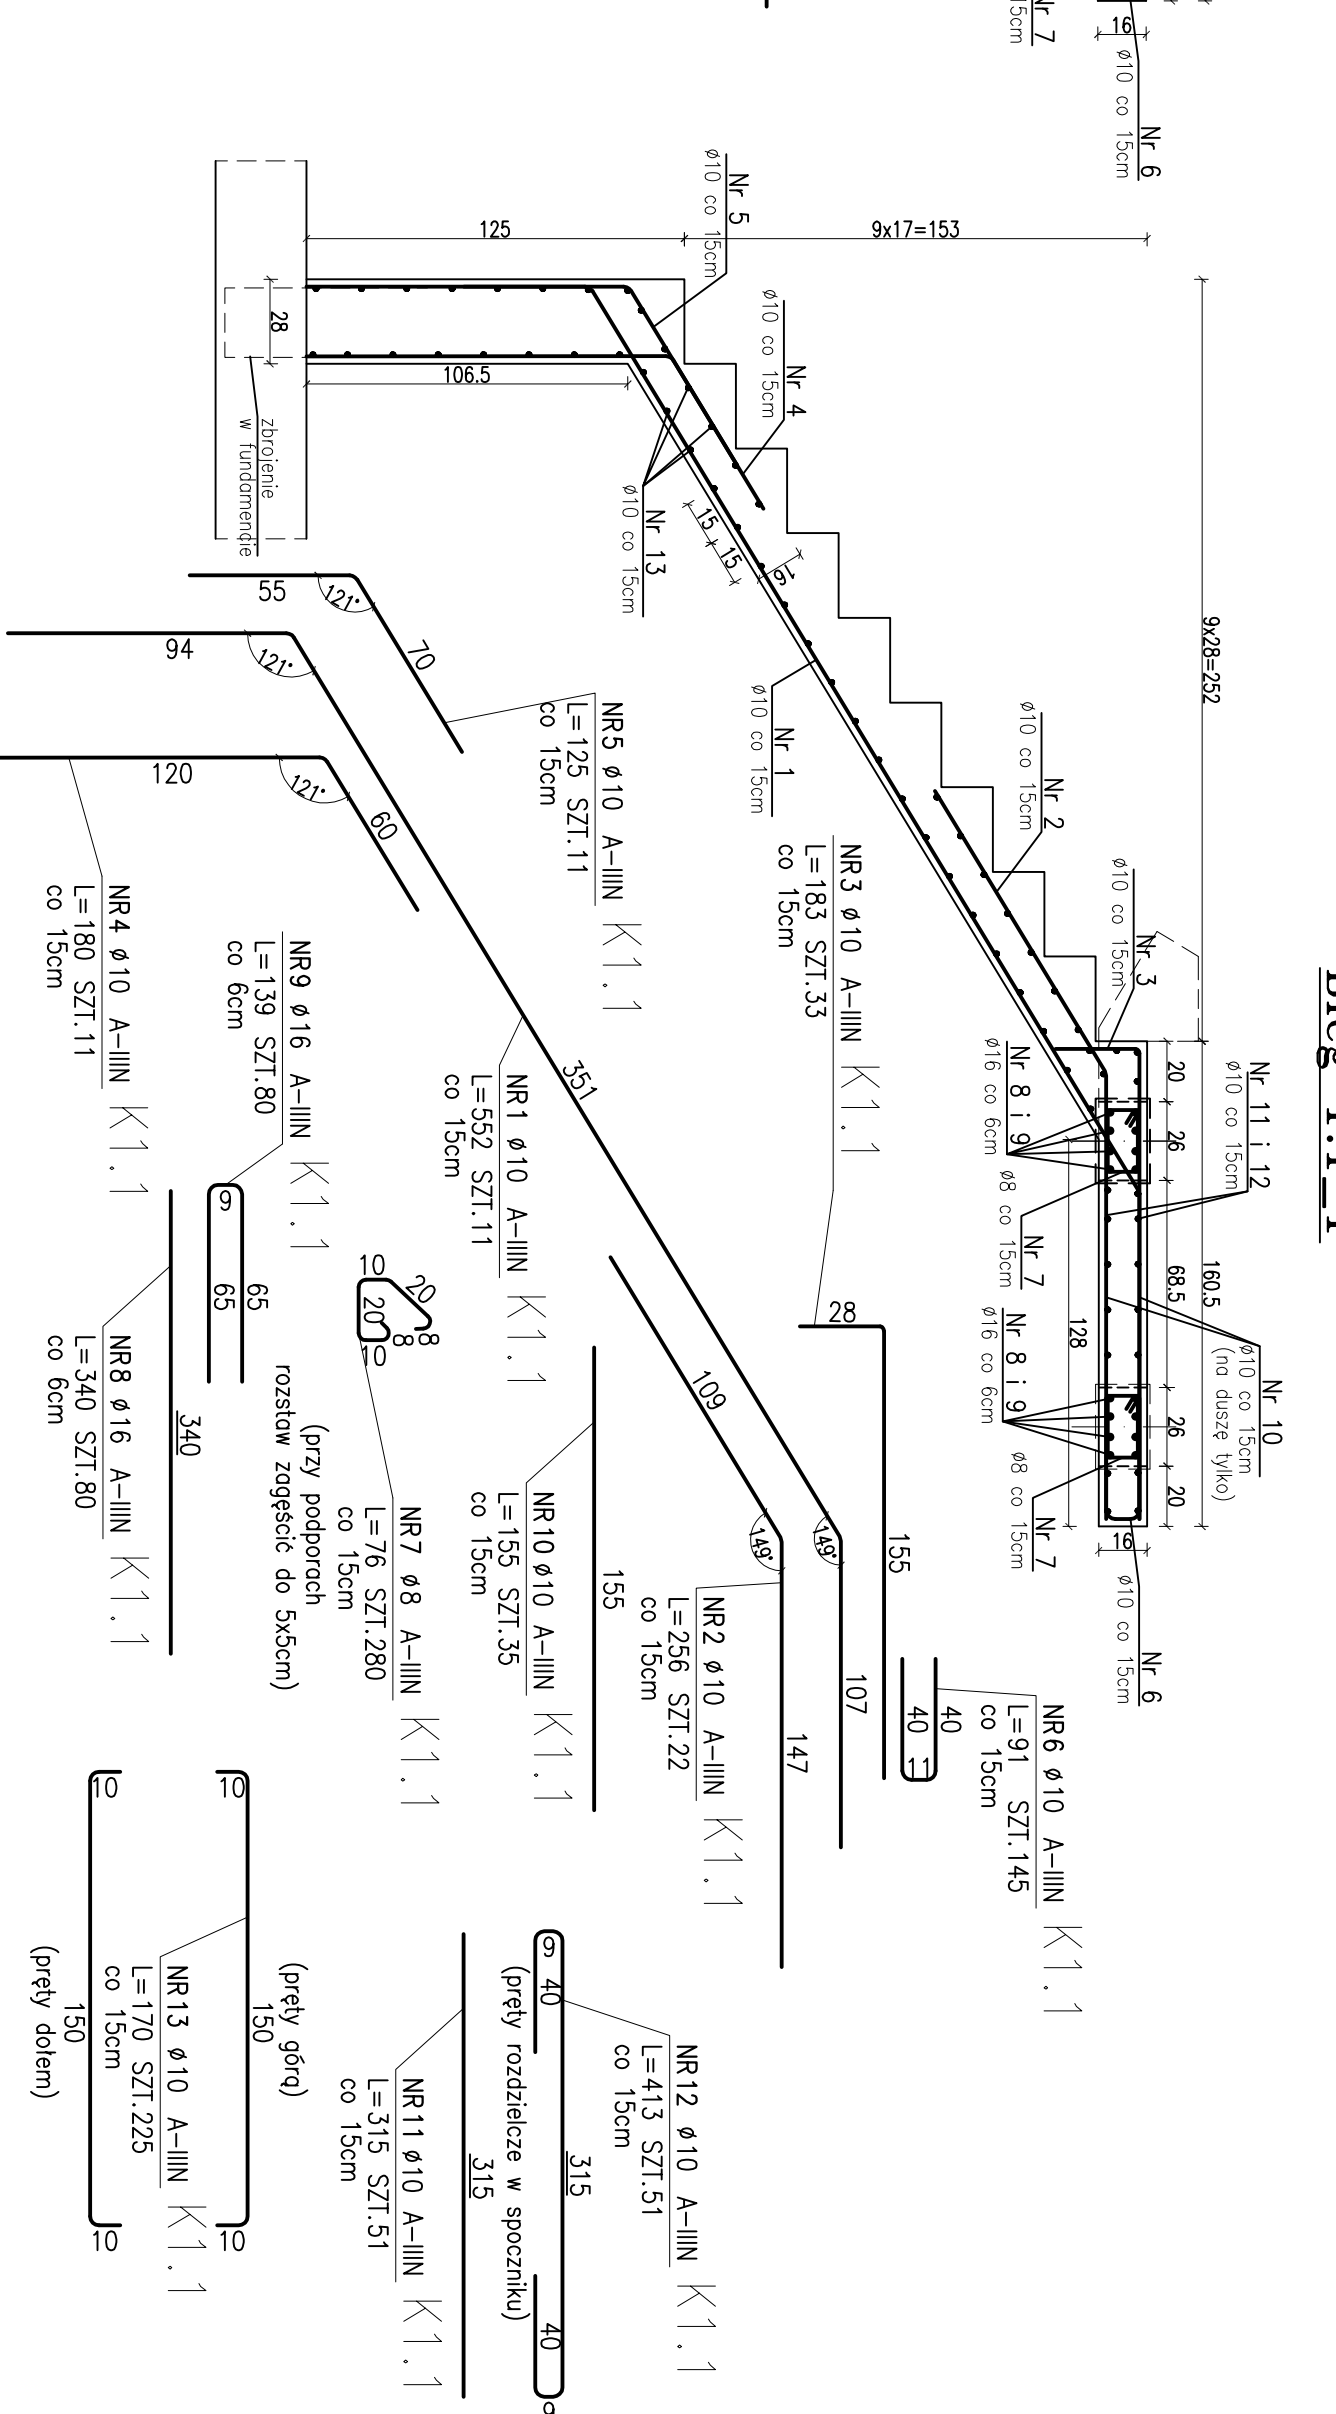 Nr 7
15cm
16
Ø10 co 15cm
Nr 6
Bieg 1.1_1
Nr 5
Ø10 co 15cm
125
9x17=153
Nr 4
Ø10 co 15cm
28
106.5
zbrojenie
w fundamencie
Nr 13
Ø10 co 15cm
15
15
16
9x28=252
Nr 1
Ø10 co 15cm
Nr 2
Ø10 co 15cm
Nr 3
Ø10 co 15cm
Nr 11 i 12
Ø10 co 15cm
20
26
68.5
26
20
160.5
128
16
Nr 8 i 9
Ø16 co 6cm
Nr 7
Ø8 co 15cm
Nr 10
Ø10 co 15cm
(na duszę tylko)
Nr 8 i 9
Ø16 co 6cm
Nr 7
Ø8 co 15cm
Nr 6
Ø10 co 15cm
55
121°
70
NR5 Ø10 A-IIIN K1.1
L=125 SZT.11
co 15cm
94
121°
351
149°
107
NR1 Ø10 A-IIIN K1.1
L=552 SZT.11
co 15cm
120
121°
60
NR4 Ø10 A-IIIN K1.1
L=180 SZT.11
co 15cm
NR3 Ø10 A-IIIN K1.1
L=183 SZT.33
co 15cm
28
155
40
40
11
NR6 Ø10 A-IIIN K1.1
L=91 SZT.145
co 15cm
109
149°
147
NR2 Ø10 A-IIIN K1.1
L=256 SZT.22
co 15cm
155
NR10 Ø10 A-IIIN K1.1
L=155 SZT.35
co 15cm
10
20
20
8
8
10
NR7 Ø8 A-IIIN K1.1
L=76 SZT.280
co 15cm
(przy podporach
rozstaw zagęścić do 5x5cm)
NR9 Ø16 A-IIIN K1.1
L=139 SZT.80
co 6cm
9
65
65
340
NR8 Ø16 A-IIIN K1.1
L=340 SZT.80
co 6cm
NR12 Ø10 A-IIIN K1.1
L=413 SZT.51
co 15cm
9
40
315
40
9
(pręty rozdzielcze w spoczniku)
315
NR11 Ø10 A-IIIN K1.1
L=315 SZT.51
co 15cm
(pręty górą)
10
150
10
NR13 Ø10 A-IIIN K1.1
L=170 SZT.225
co 15cm
10
150
10
(pręty dołem)